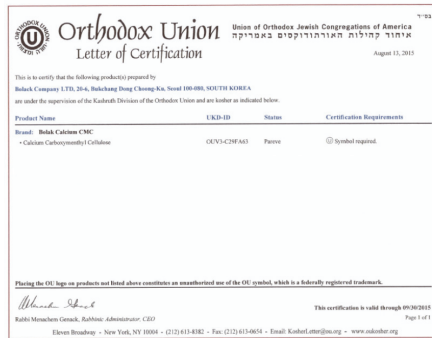 בס"ד
Orthodox Union
Letter of Certification
Union of Orthodox Jewish Congregations of America
איחוד קהילות האורתודוקסים באמריקה
August 13, 2015
This is to certify that the following product(s) prepared by
Bolack Company LTD, 20-6, Bukchang Dong Choong-Ku, Seoul 100-080, SOUTH KOREA
are under the supervision of the Kashruth Division of the Orthodox Union and are kosher as indicated below.
Product Name UKD-ID Status Certification Requirements
Brand: Bolak Calcium CMC
• Calcium Carboxymenthyl Cellulose OUV3-C29FA63 Pareve Ⓤ Symbol required.
Placing the OU logo on products not listed above constitutes an unauthorized use of the OU symbol, which is a federally registered trademark.
This certification is valid through 09/30/2015
Rabbi Menachem Genack, Rabbinic Administrator, CEO
Page 1 of 1
Eleven Broadway - New York, NY 10004 - (212) 613-8382 - Fax: (212) 613-0654 - Email: KosherLetter@ou.org - www.oukosher.org